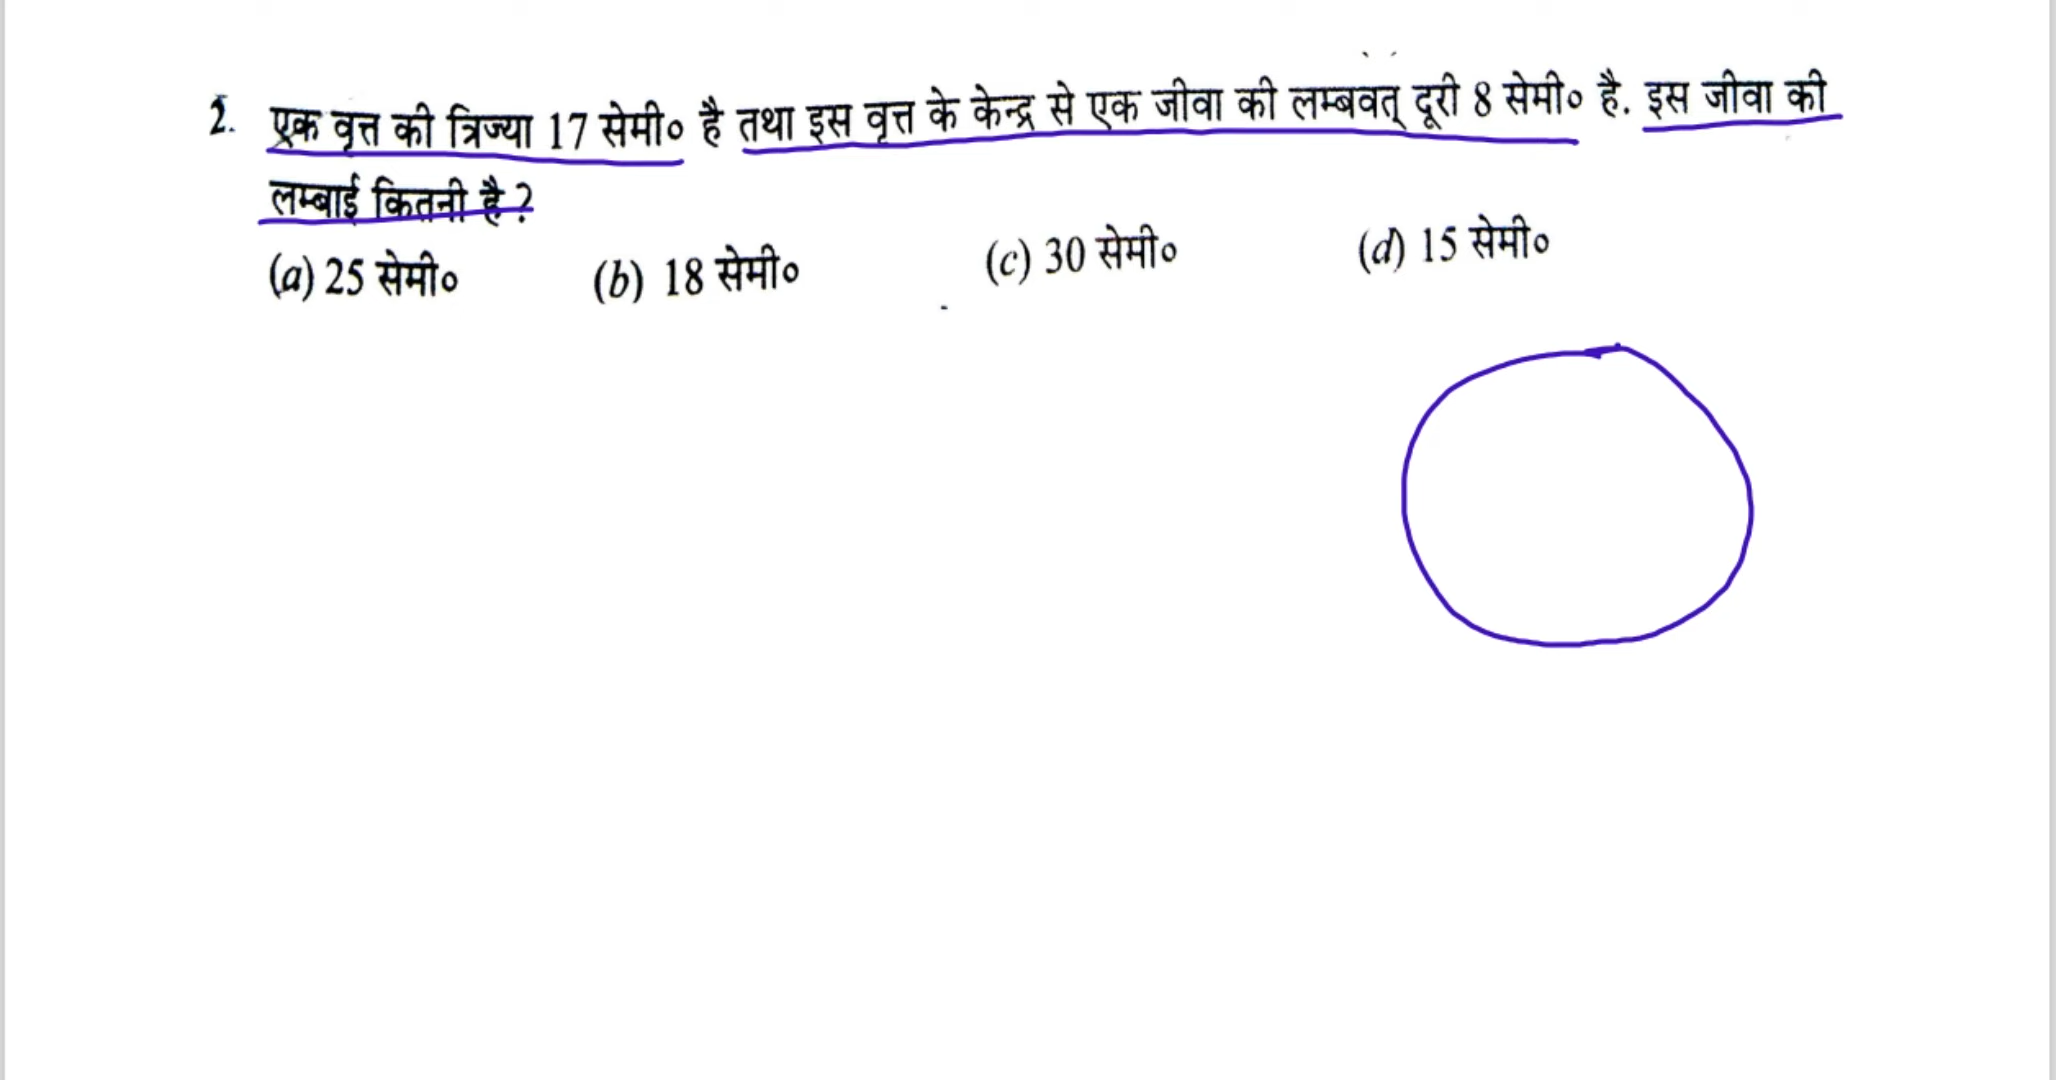 2. एक वृत्त की त्रिज्या 17 सेमी० है तथा इस वृत्त के केन्द्र से एक जीवा की लम्बवत् दूरी 8 सेमी० है. इस जीवा की
लम्बाई कितनी है ?
(a) 25 सेमी० (b) 18 सेमी० (c) 30 सेमी० (d) 15 सेमी०